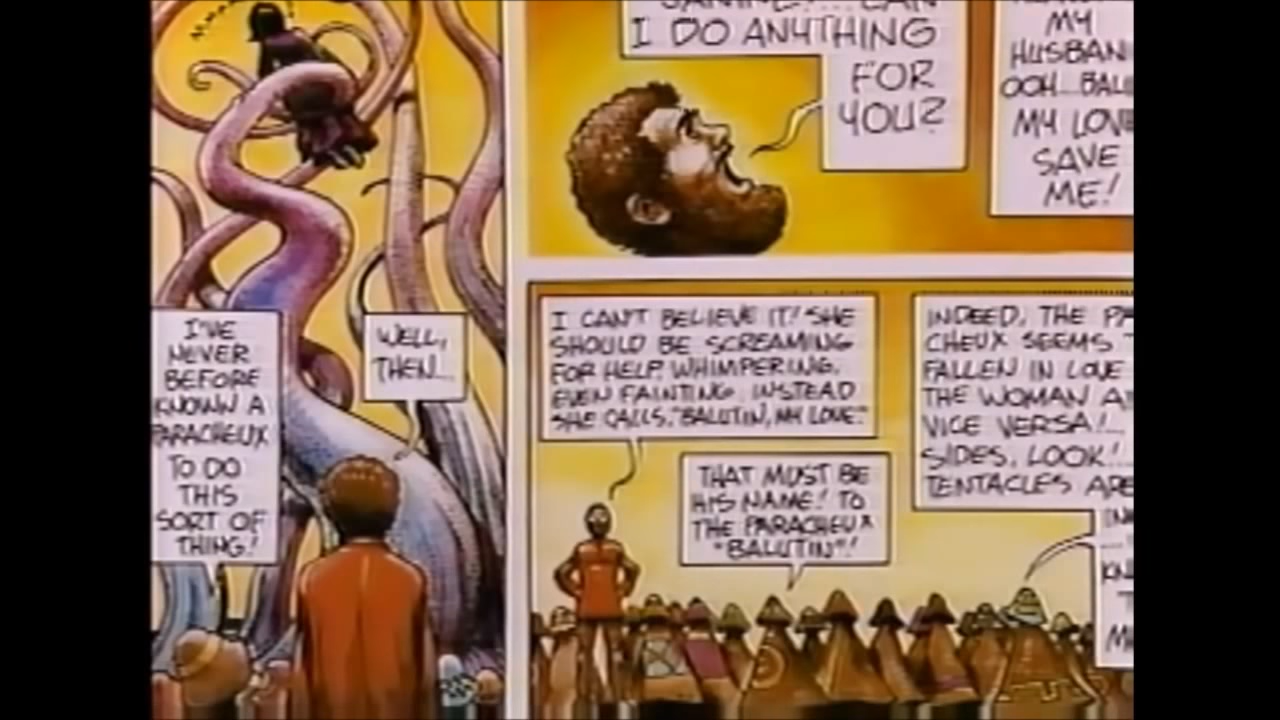 I DO ANYTHING
FOR
YOU?
MY
OOH...
MY
SAVE
ME!
I'VE
NEVER
BEFORE
KNOWN A
PARACHEUX
TO DO
THIS
SORT OF
THING!
WELL,
THEN...
I CAN'T BELIEVE IT! SHE
SHOULD BE SCREAMING
FOR HELP, WHIMPERING,
EVEN FAINTING. INSTEAD
SHE CALLS, "BALUTIN, MY LOVE."
THAT MUST BE
HIS NAME! TO
THE PARACHEUX
"BALUTIN"!
INDEED, THE
CHEUX SEEMS
FALLEN IN LOVE
THE WOMAN
VICE VERSA!...
SIDES, LOOK!...
TENTACLES ARE